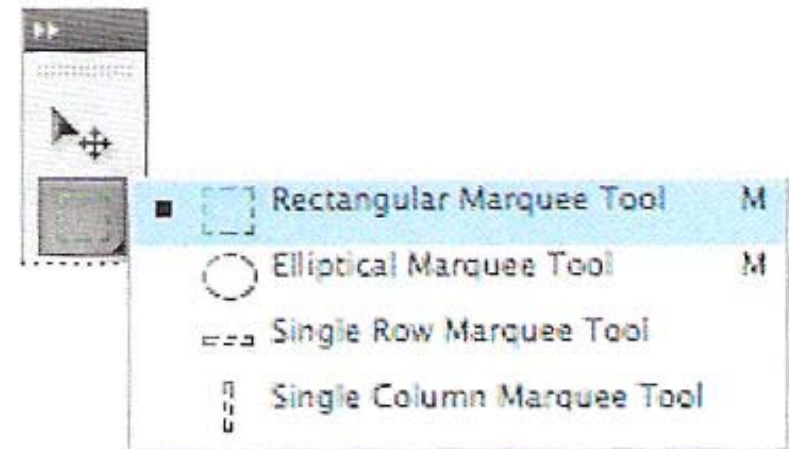 Rectangular Marquee Tool M
Elliptical Marquee Tool M
Single Row Marquee Tool
Single Column Marquee Tool